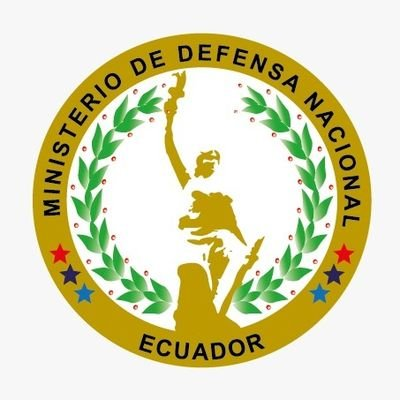 MINISTERIO DE DEFENSA NACIONAL
ECUADOR